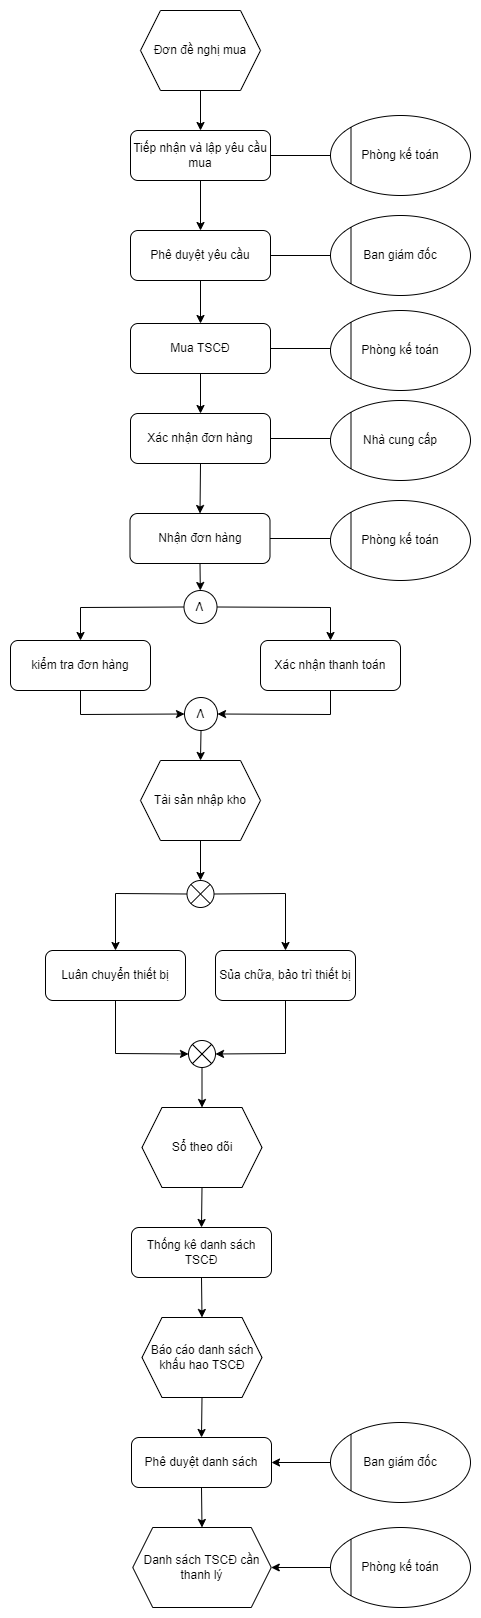 Đơn đề nghị mua
Tiếp nhận và lập yêu cầu
mua
Phòng kế toán
Phê duyệt yêu cầu
Ban giám đốc
Mua TSCĐ
Phòng kế toán
Xác nhận đơn hàng
Nhà cung cấp
Nhận đơn hàng
Phòng kế toán
Λ
kiểm tra đơn hàng
Xác nhận thanh toán
Λ
Tài sản nhập kho
Luân chuyển thiết bị
Sủa chữa, bảo trì thiết bị
Sổ theo dõi
Thống kê danh sách
TSCĐ
Báo cáo danh sách
khấu hao TSCĐ
Phê duyệt danh sách
Ban giám đốc
Danh sách TSCĐ cần
thanh lý
Phòng kế toán